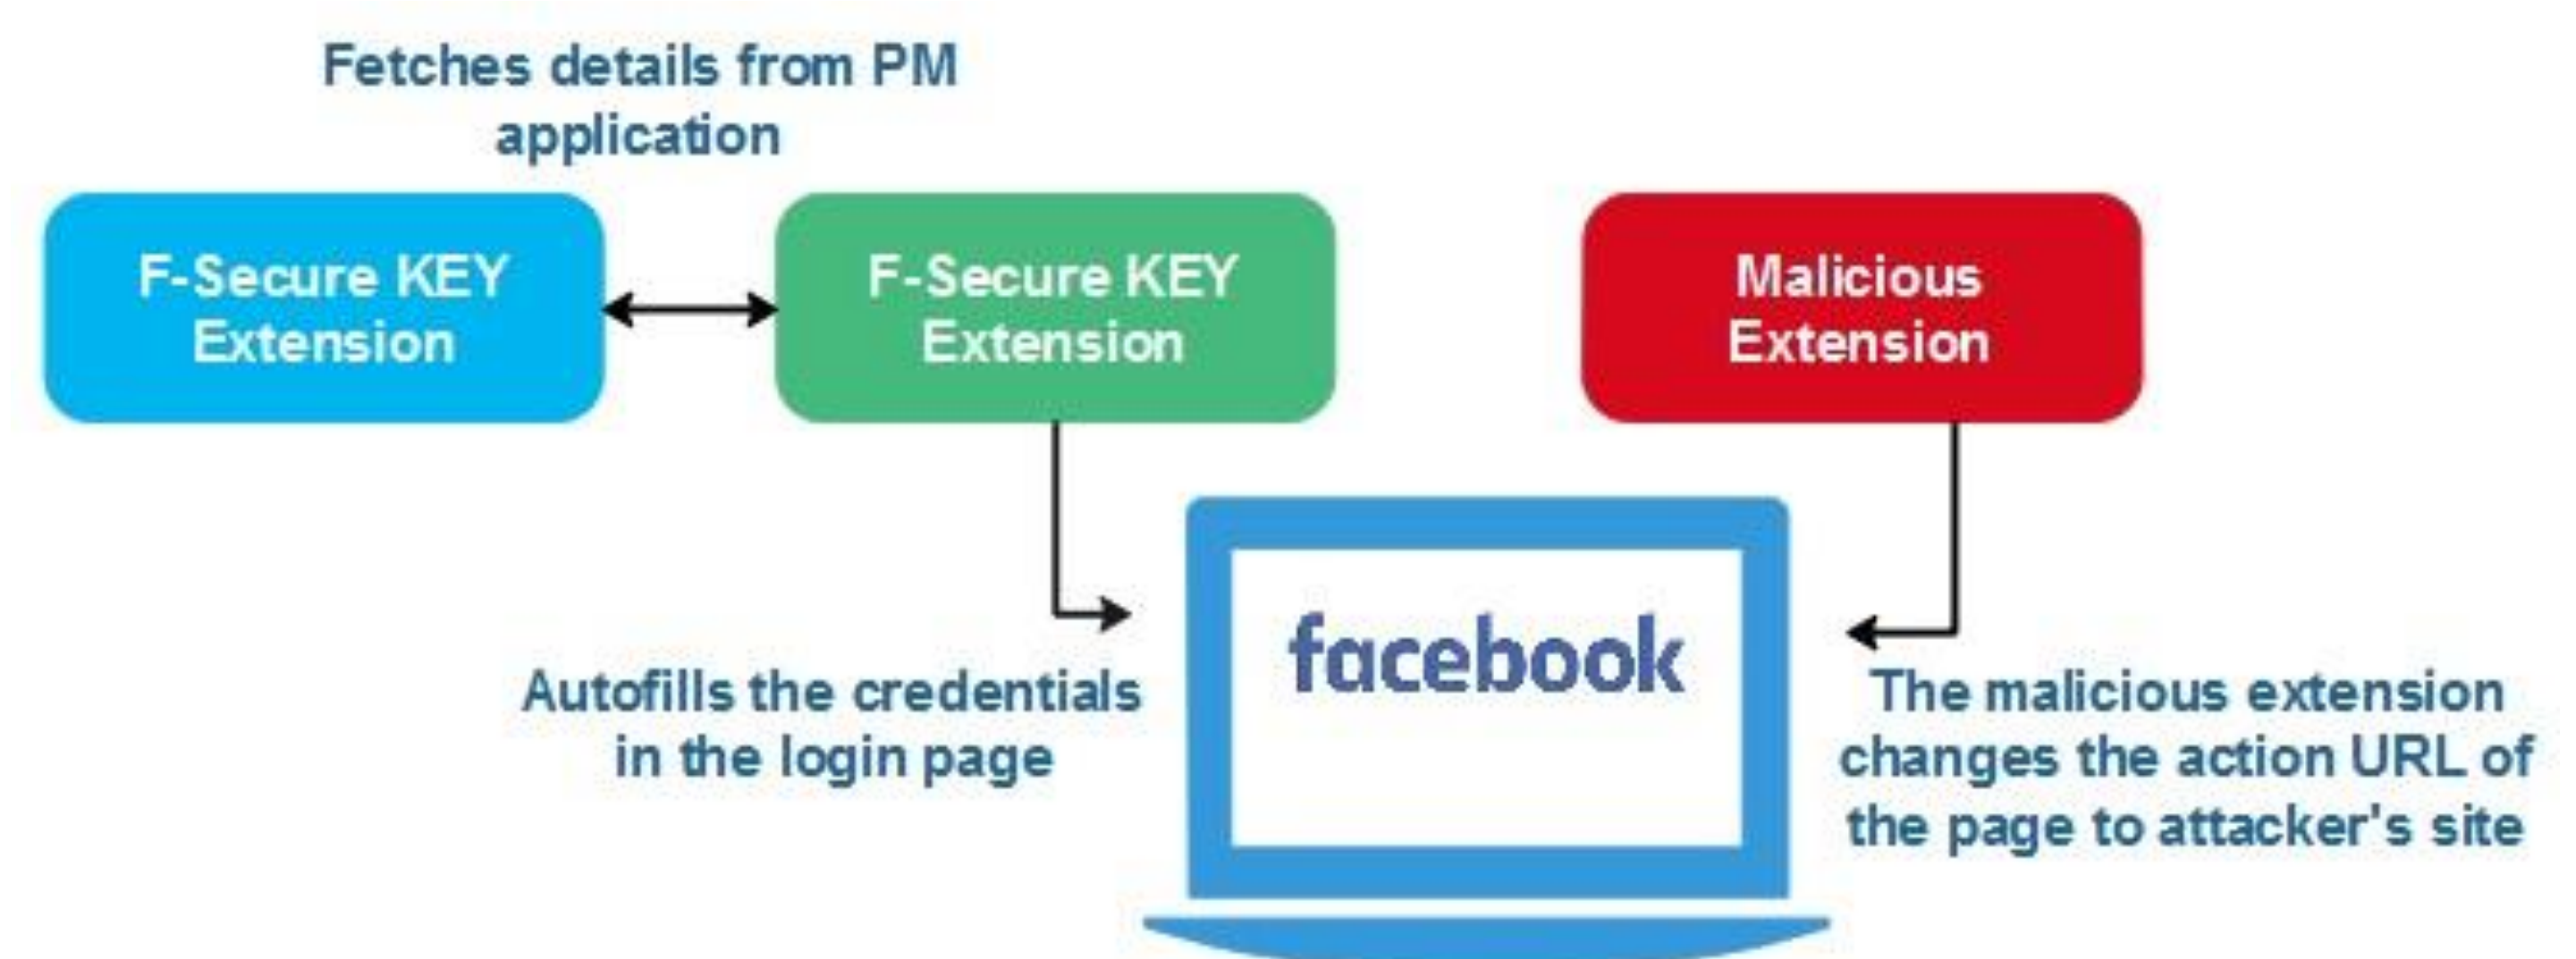 Fetches details from PM
application
F-Secure KEY
Extension
F-Secure KEY
Extension
Malicious
Extension
facebook
Autofills the credentials
in the login page
The malicious extension
changes the action URL of
the page to attacker's site